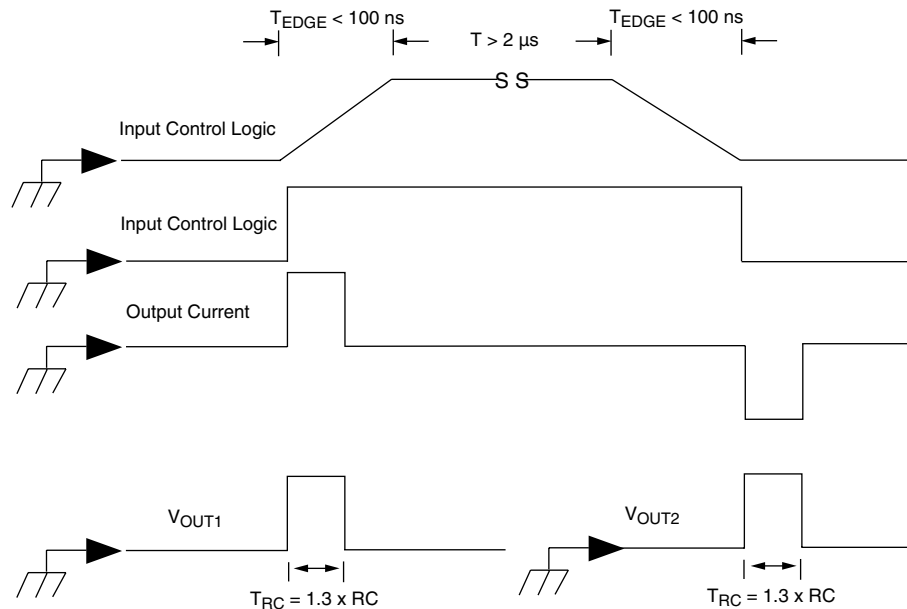 T_EDGE < 100 ns
T > 2 µs
T_EDGE < 100 ns
S S
Input Control Logic
Input Control Logic
Output Current
V_OUT1
V_OUT2
T_RC = 1.3 x RC
T_RC = 1.3 x RC